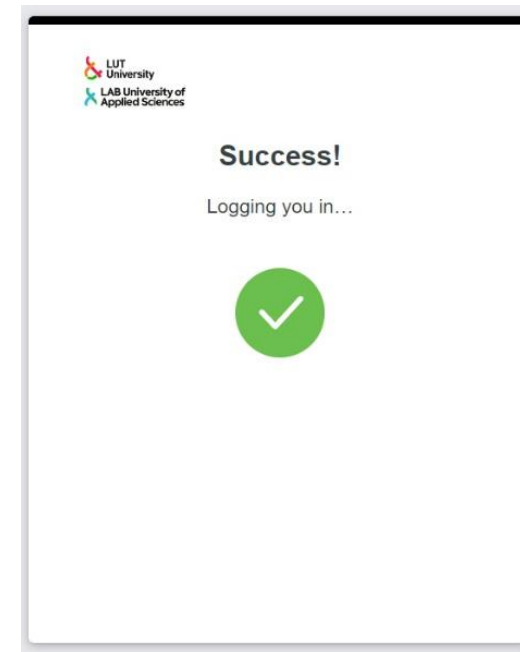 LUT
University
LAB University of
Applied Sciences
Success!
Logging you in...